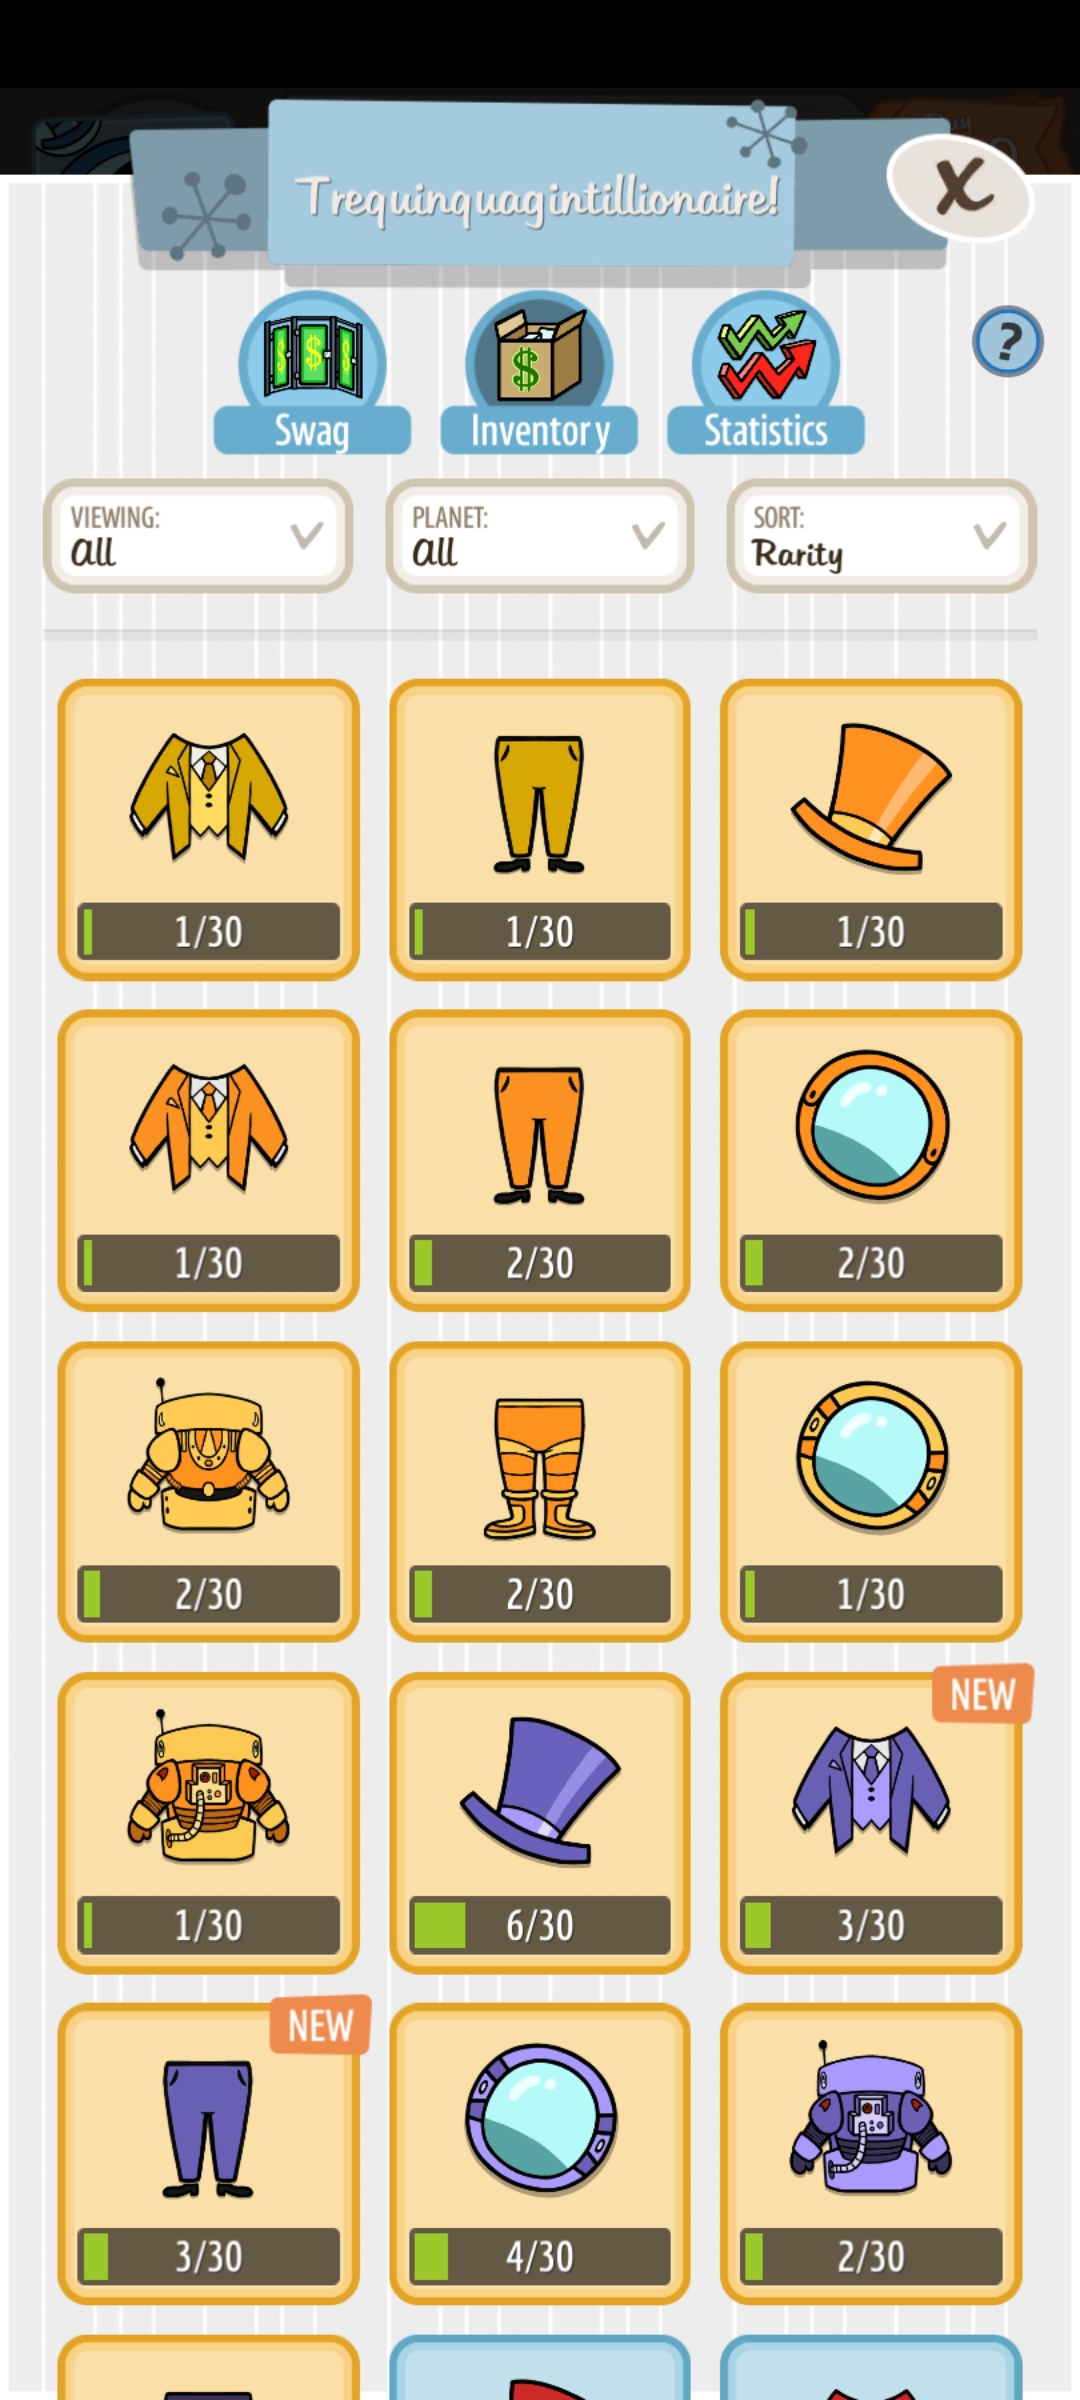 Trequinquagintillionaire!
X
?
Swag
Inventory
Statistics
VIEWING:
All
PLANET:
All
SORT:
Rarity
1/30
1/30
1/30
1/30
2/30
2/30
2/30
2/30
1/30
NEW
1/30
6/30
3/30
NEW
3/30
4/30
2/30